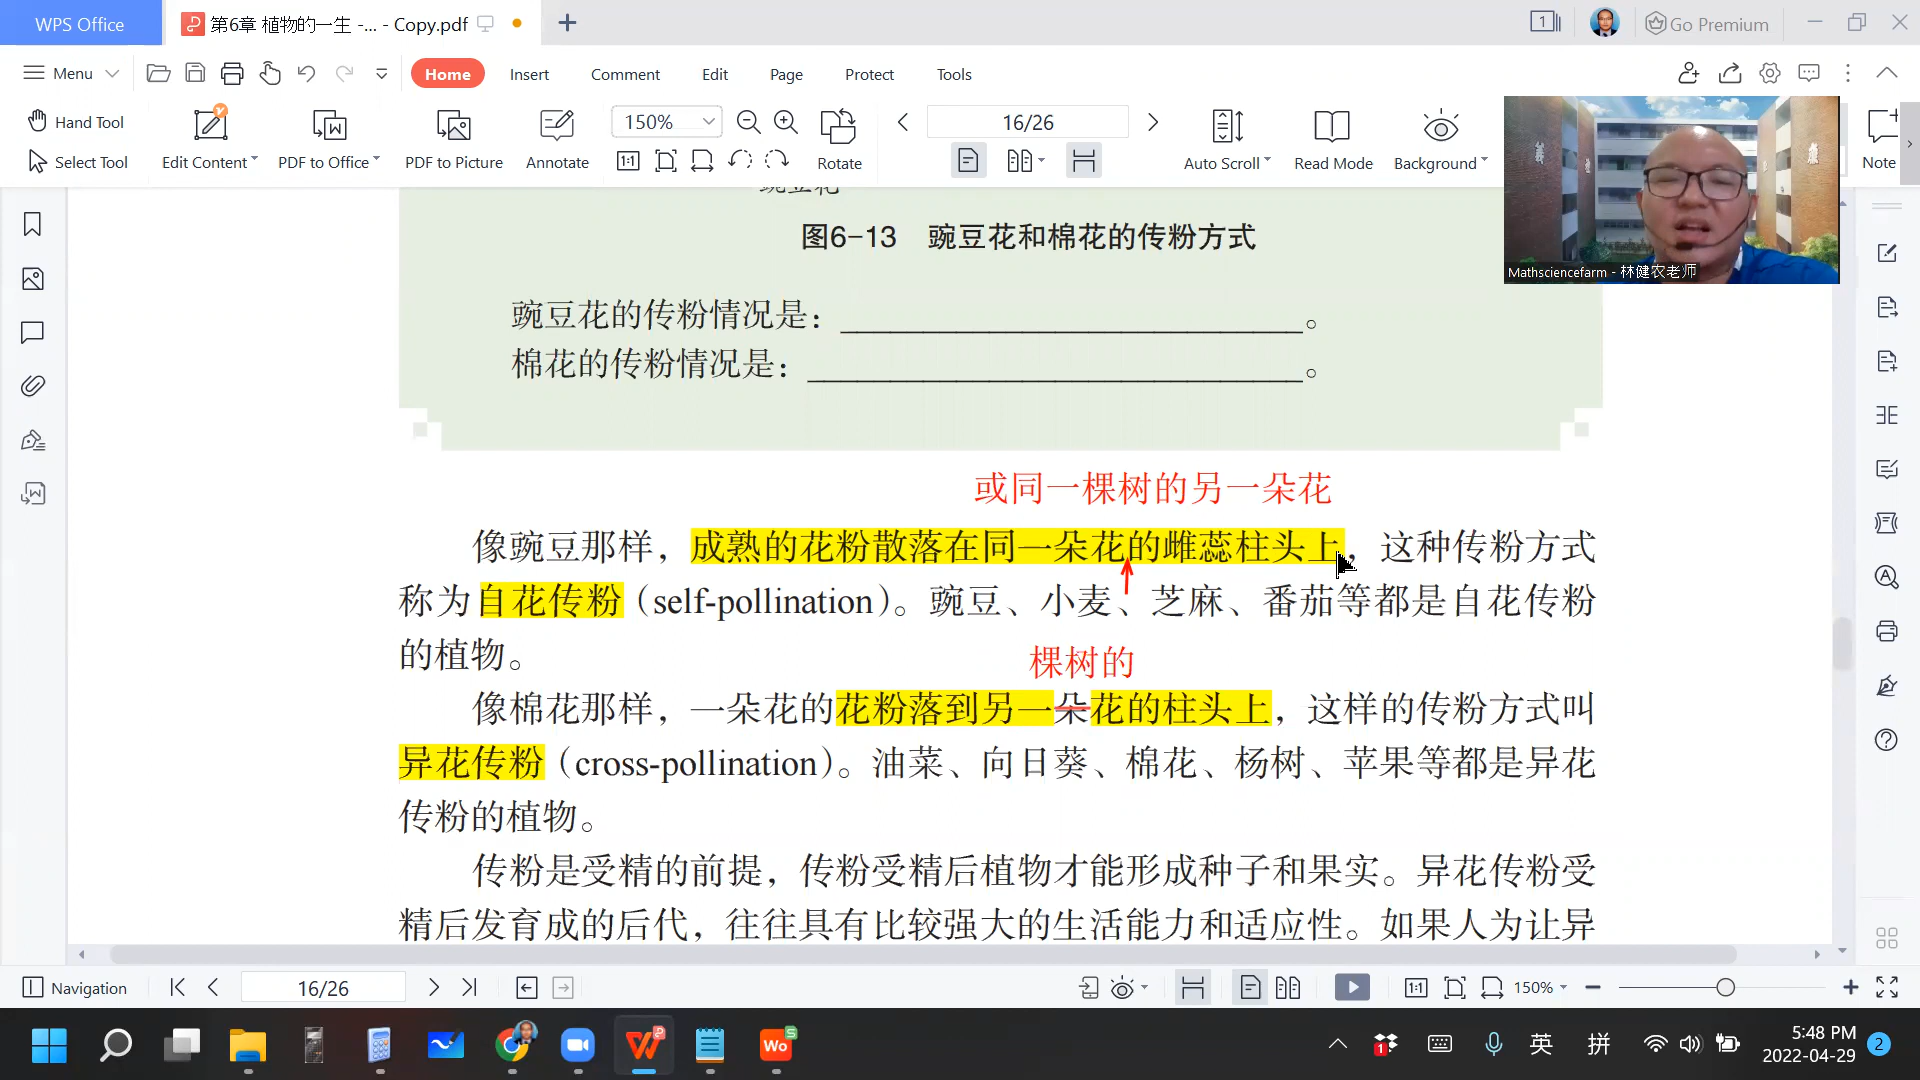 WPS Office
第6章 植物的一生 -... - Copy.pdf
1
Go Premium
Menu
Home
Insert
Comment
Edit
Page
Protect
Tools
Hand Tool
Select Tool
Edit Content
PDF to Office
PDF to Picture
Annotate
150%
1:1
Rotate
16/26
Auto Scroll
Read Mode
Background
Note
Mathsciencefarm - 林健农老师
豌豆花
图6-13 豌豆花和棉花的传粉方式
豌豆花的传粉情况是：____________________。
棉花的传粉情况是：____________________。
或同一棵树的另一朵花
像豌豆那样，成熟的花粉散落在同一朵花的雌蕊柱头上，这种传粉方式
称为自花传粉（self-pollination）。豌豆、小麦、芝麻、番茄等都是自花传粉
的植物。
棵树的
像棉花那样，一朵花的花粉落到另一朵花的柱头上，这样的传粉方式叫
异花传粉（cross-pollination）。油菜、向日葵、棉花、杨树、苹果等都是异花
传粉的植物。
传粉是受精的前提，传粉受精后植物才能形成种子和果实。异花传粉受
精后发育成的后代，往往具有比较强大的生活能力和适应性。如果人为让异
Navigation
16/26
1:1
150%
Wo
S
1
英
拼
5:48 PM
2022-04-29
2